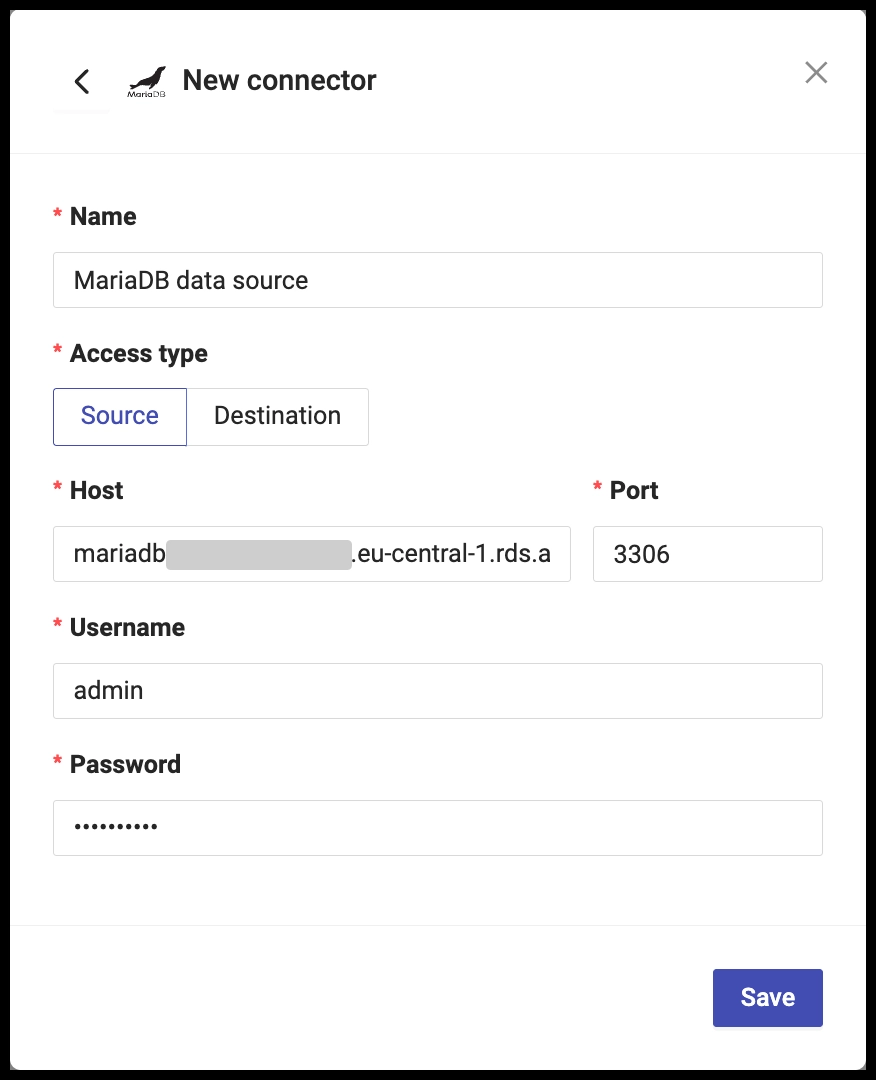 MariaDB
New connector
* Name
MariaDB data source
* Access type
Source Destination
* Host * Port
mariadb .eu-central-1.rds.a 3306
* Username
admin
* Password
••••••••••
Save